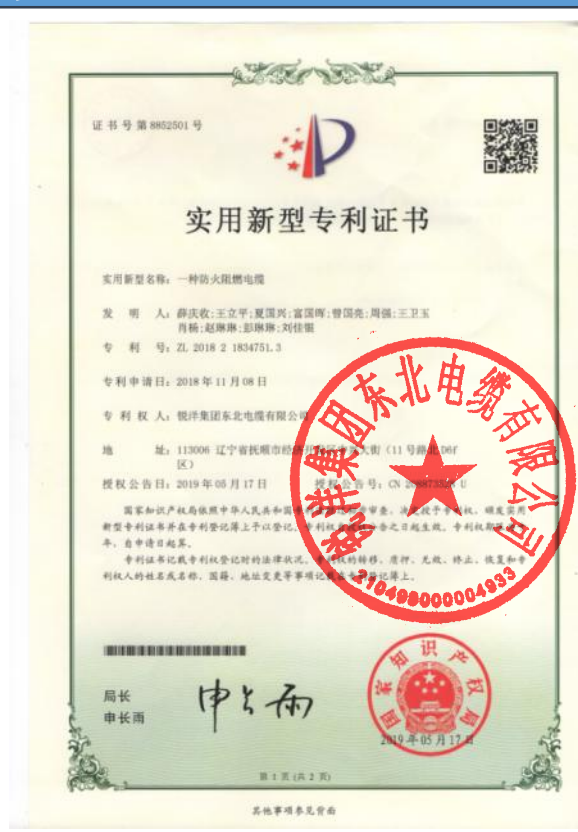 证书号第8852501号
实用新型专利证书
实用新型名称：一种防火阻燃电缆
发 明 人：薛庆收;王立平;夏国兴;富国晖;曾国亮;周强;王卫玉
肖杨;赵琳琳;彭琳琳;刘佳钿
专 利 号：ZL 2018 2 1834751.3
专利申请日：2018年11月08日
专 利 权 人：锐洋集团东北电缆有限公司
地 址：113006 辽宁省抚顺市经济开 大街（11号路北D6f
区）
授权公告日：2019年05月17日 授权公告号：CN U
国家知识产权局依照中华人民共和国专利法经过初步审查，决定授予专利权，颁发实用
新型专利证书并在专利登记簿上予以登记。专利权自授权公告之日起生效。专利权期限为十
年，自申请日起算。
专利证书记载专利权登记时的法律状况。专利权的转移、质押、无效、终止、恢复和专
利权人的姓名或名称、国籍、地址变更等事项记载在专利登记簿上。
锐洋集团东北电缆有限公司
局长
申长雨
申长雨
国家知识产权局
2019年05月17日
第 1 页 (共 2 页)
其他事项参见背面